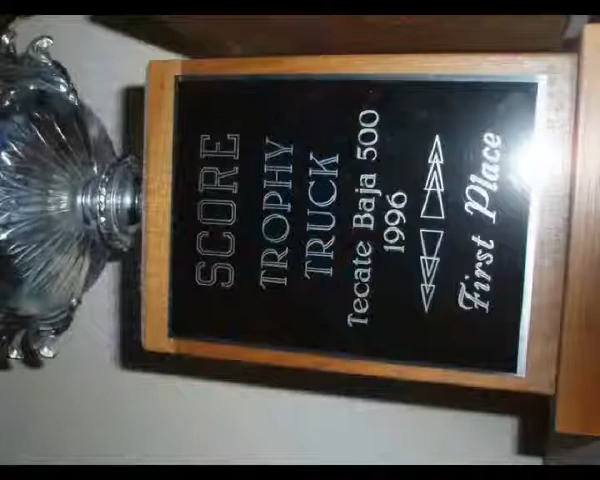 SCORE
TROPHY
TRUCK
Tecate Baja 500
1996
First Place